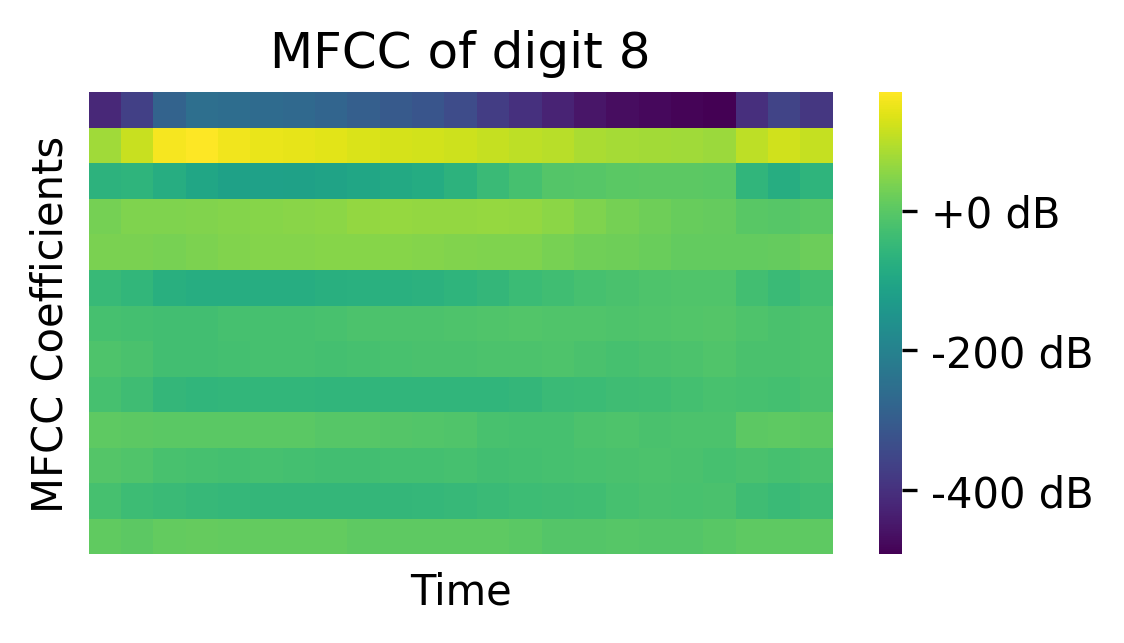 MFCC of digit 8
MFCC Coefficients
Time
+0 dB
-200 dB
-400 dB